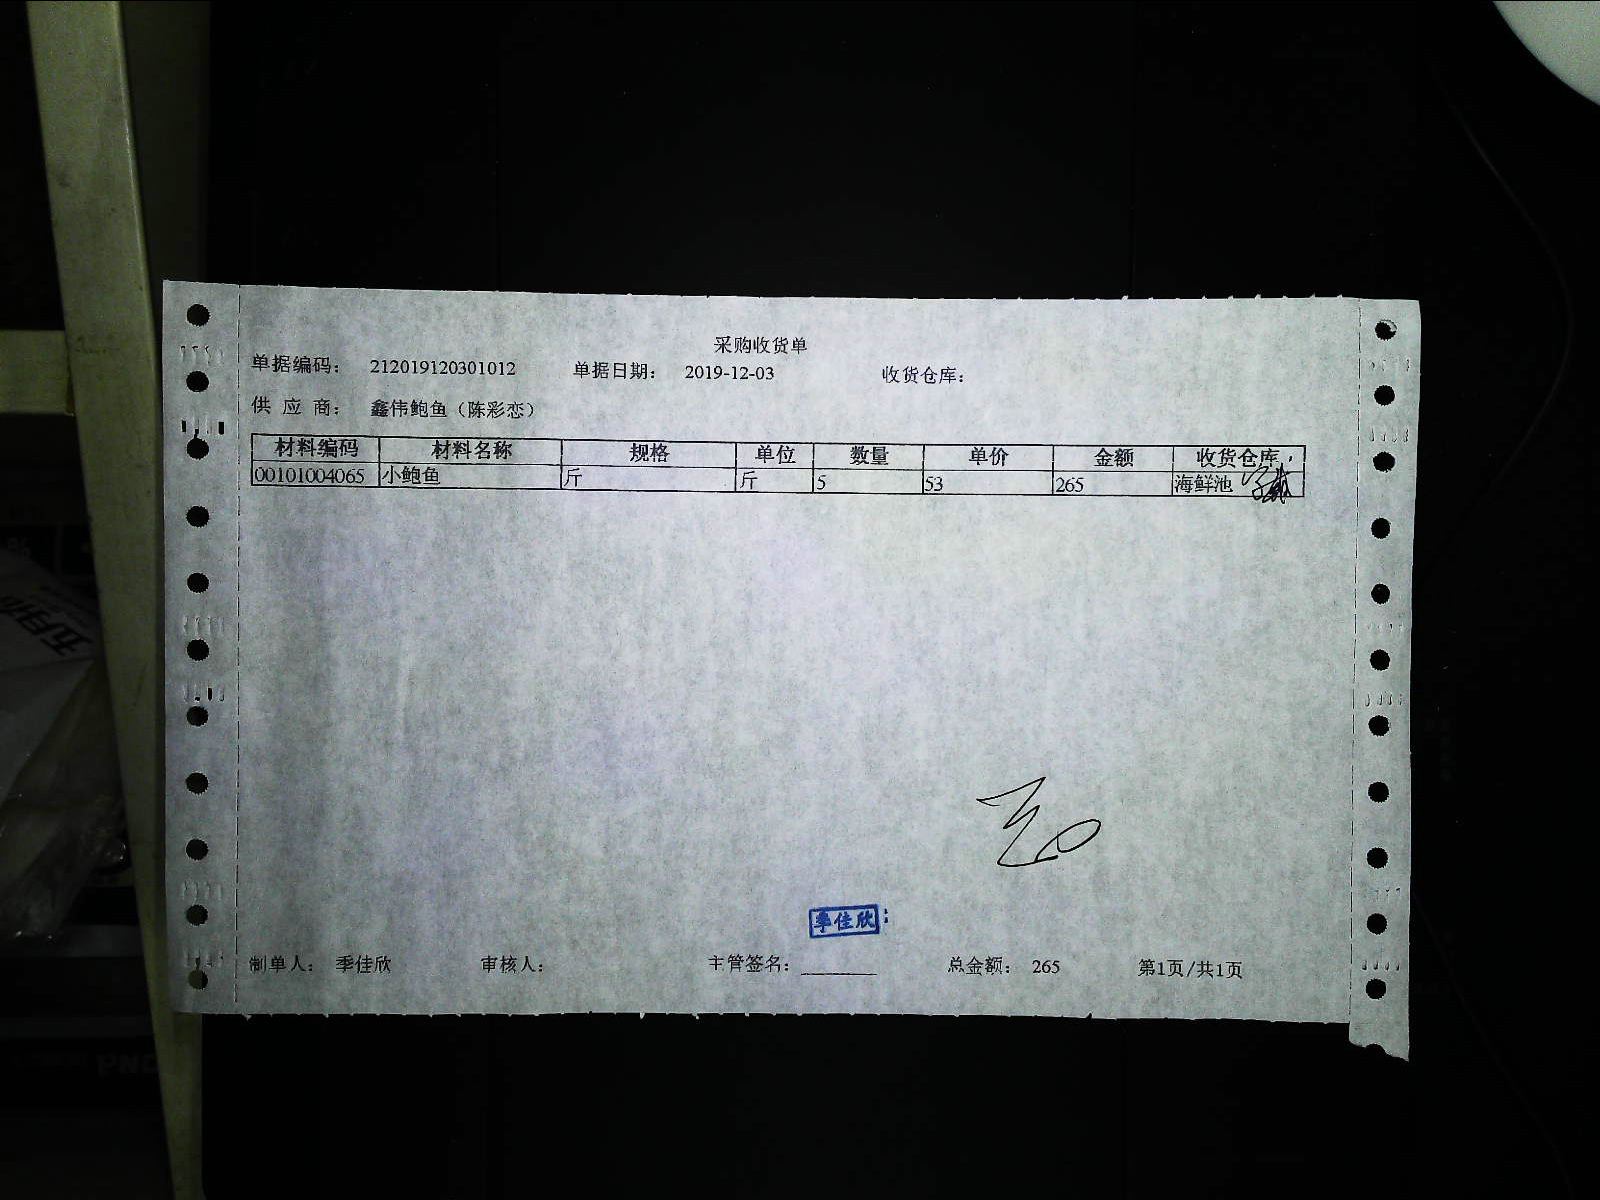 采购收货单
单据编码： 212019120301012 单据日期： 2019-12-03 收货仓库：
供 应 商： 鑫伟鲍鱼（陈彩恋）
材料编码 材料名称 规格 单位 数量 单价 金额 收货仓库
00101004065 小鲍鱼 斤 斤 5 53 265 海鲜池
季佳欣
制单人： 季佳欣 审核人： 主管签名： 总金额： 265 第1页/共1页